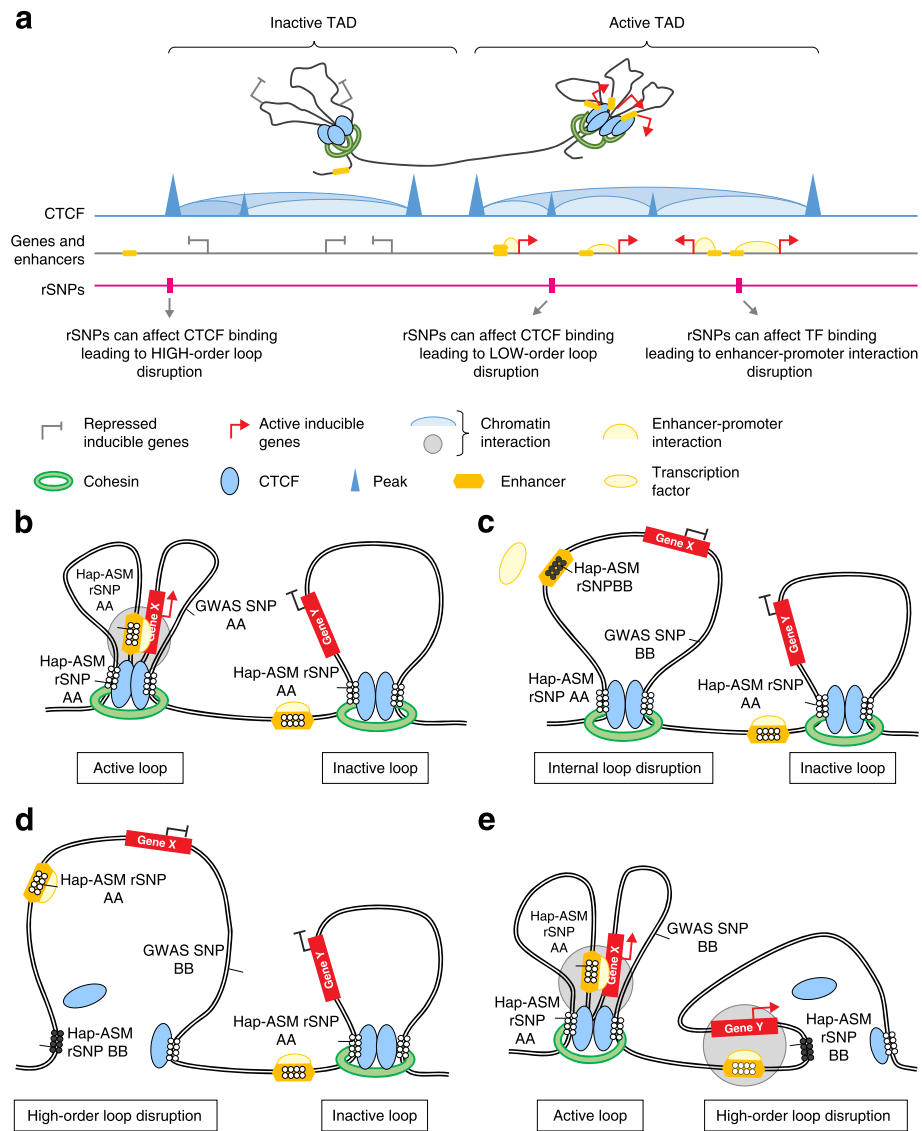 a
Inactive TAD
Active TAD
CTCF
Genes and
enhancers
rSNPs
rSNPs can affect CTCF binding
leading to HIGH-order loop
disruption
rSNPs can affect CTCF binding
leading to LOW-order loop
disruption
rSNPs can affect TF binding
leading to enhancer-promoter interaction
disruption
Repressed
inducible genes
Active inducible
genes
Chromatin
interaction
Enhancer-promoter
interaction
Cohesin
CTCF
Peak
Enhancer
Transcription
factor
b
Hap-ASM
rSNP
AA
Gene X
GWAS SNP
AA
Hap-ASM
rSNP
AA
Gene Y
Hap-ASM rSNP
AA
Active loop
Inactive loop
c
Gene X
Hap-ASM
rSNPBB
GWAS SNP
BB
Hap-ASM
rSNP AA
Gene Y
Hap-ASM rSNP
AA
Internal loop disruption
Inactive loop
d
Gene X
Hap-ASM rSNP
AA
GWAS SNP
BB
Hap-ASM
rSNP BB
Gene Y
Hap-ASM rSNP
AA
High-order loop disruption
Inactive loop
e
Hap-ASM
rSNP
AA
Gene X
GWAS SNP
BB
Hap-ASM
rSNP
AA
Gene Y
Hap-ASM
rSNP
BB
Active loop
High-order loop disruption